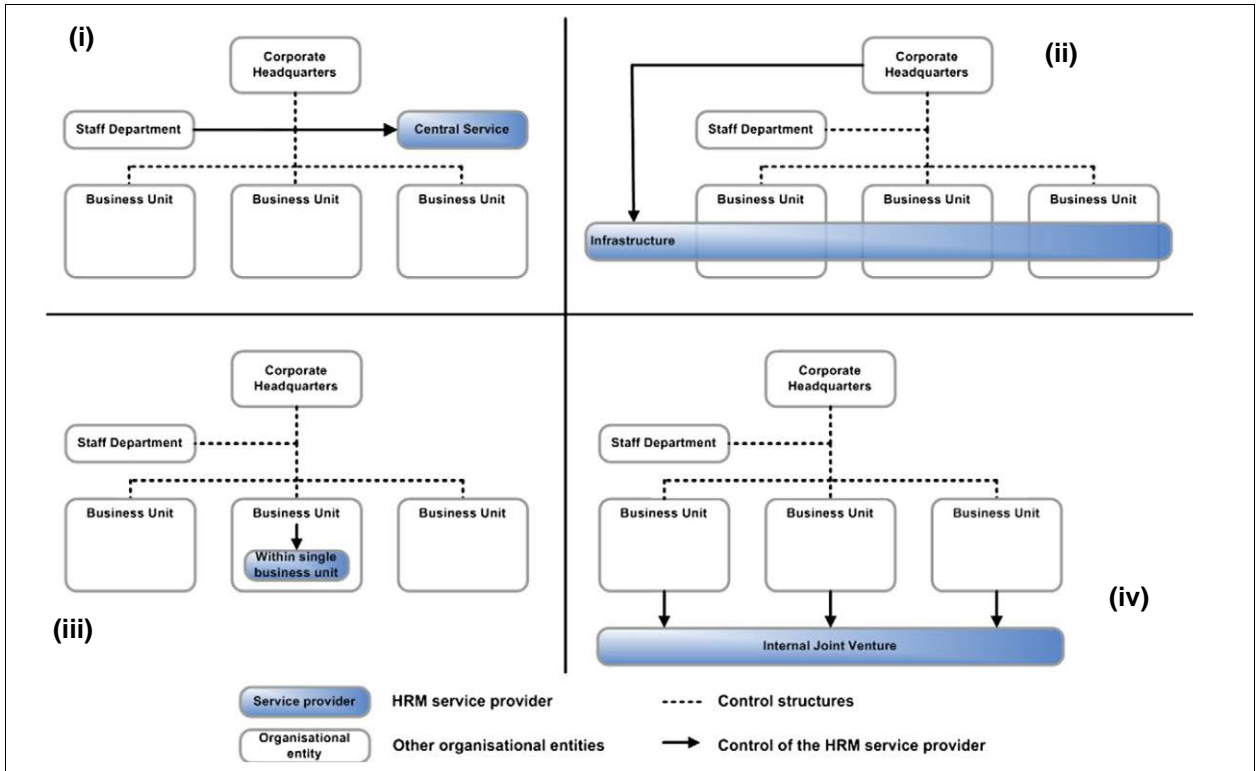 (i)
Corporate
Headquarters
Staff Department
Central Service
Business Unit
Business Unit
Business Unit
(ii)
Corporate
Headquarters
Staff Department
Business Unit
Business Unit
Business Unit
Infrastructure
Corporate
Headquarters
Staff Department
Business Unit
Business Unit
Business Unit
Within single
business unit
(iii)
Corporate
Headquarters
Staff Department
Business Unit
Business Unit
Business Unit
(iv)
Internal Joint Venture
Service provider
HRM service provider
Control structures
Organisational
entity
Other organisational entities
Control of the HRM service provider